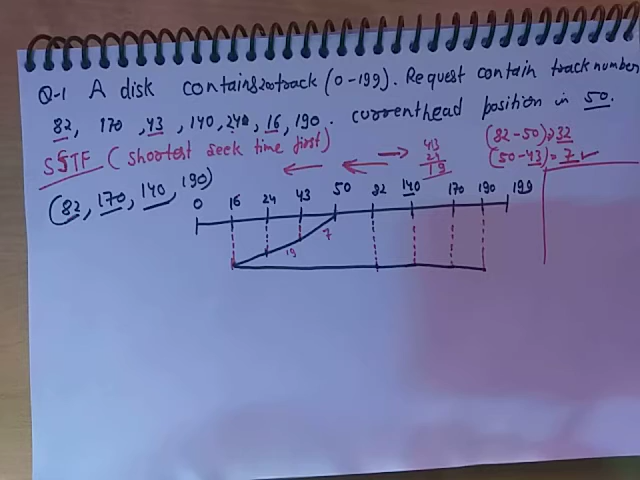 Q-1 A disk contains 200 track (0-199). Request contain track number
82, 170, 43, 140, 24, 16, 190. current head position in 50.
SSTF (shortest seek time first)
43
24
19
(82-50)=32
(50-43)=7 ✓
(82, 170, 140, 190)
0 16 24 43 50 82 140 170 190 199
19 7